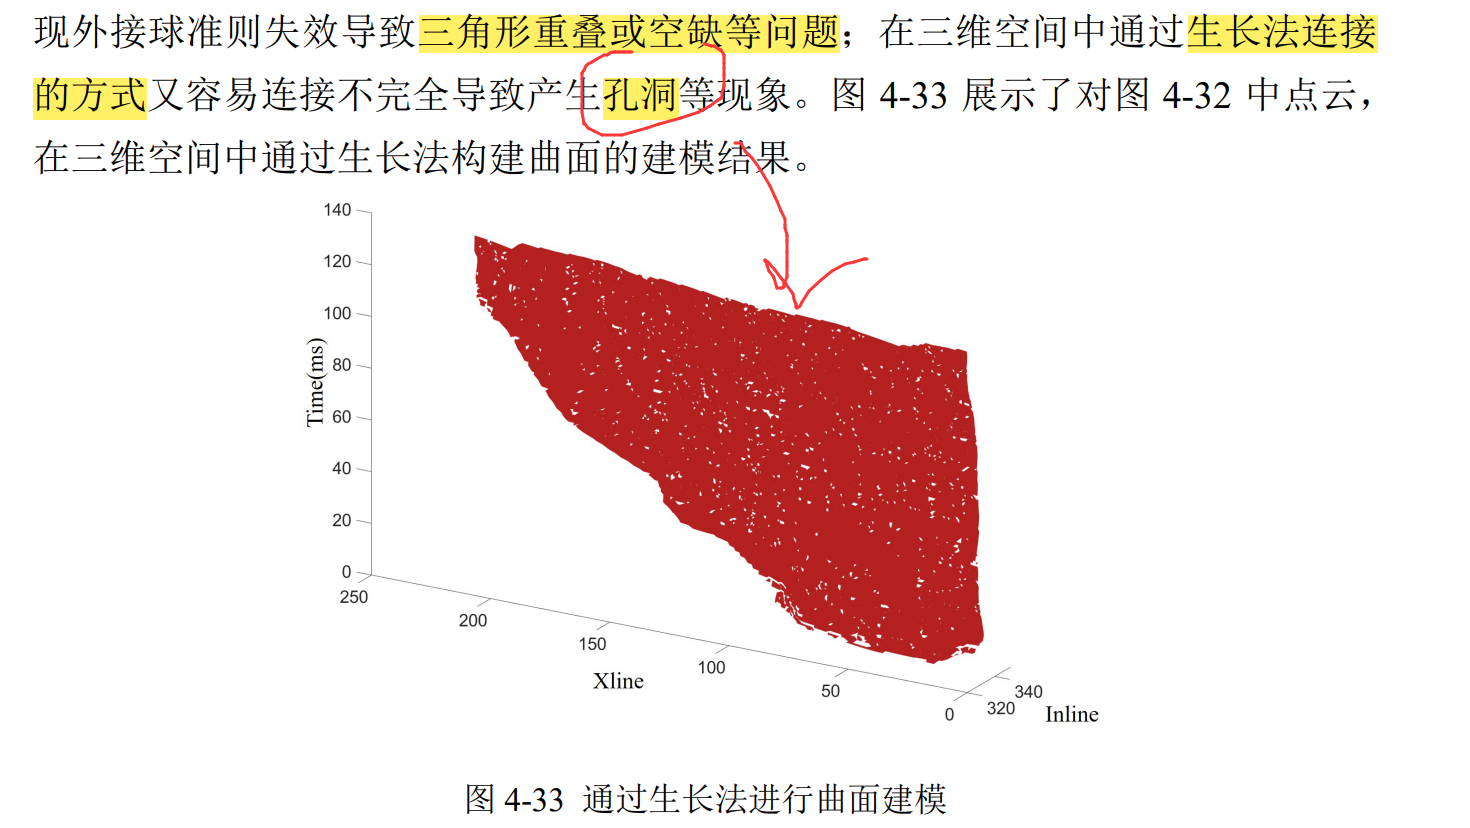 现外接球准则失效导致三角形重叠或空缺等问题；在三维空间中通过生长法连接
的方式又容易连接不完全导致产生孔洞等现象。图 4-33 展示了对图 4-32 中点云，
在三维空间中通过生长法构建曲面的建模结果。
140
120
100
80
60
40
20
0
Time(ms)
250
200
150
100
50
0
Xline
320
340
Inline
图 4-33 通过生长法进行曲面建模